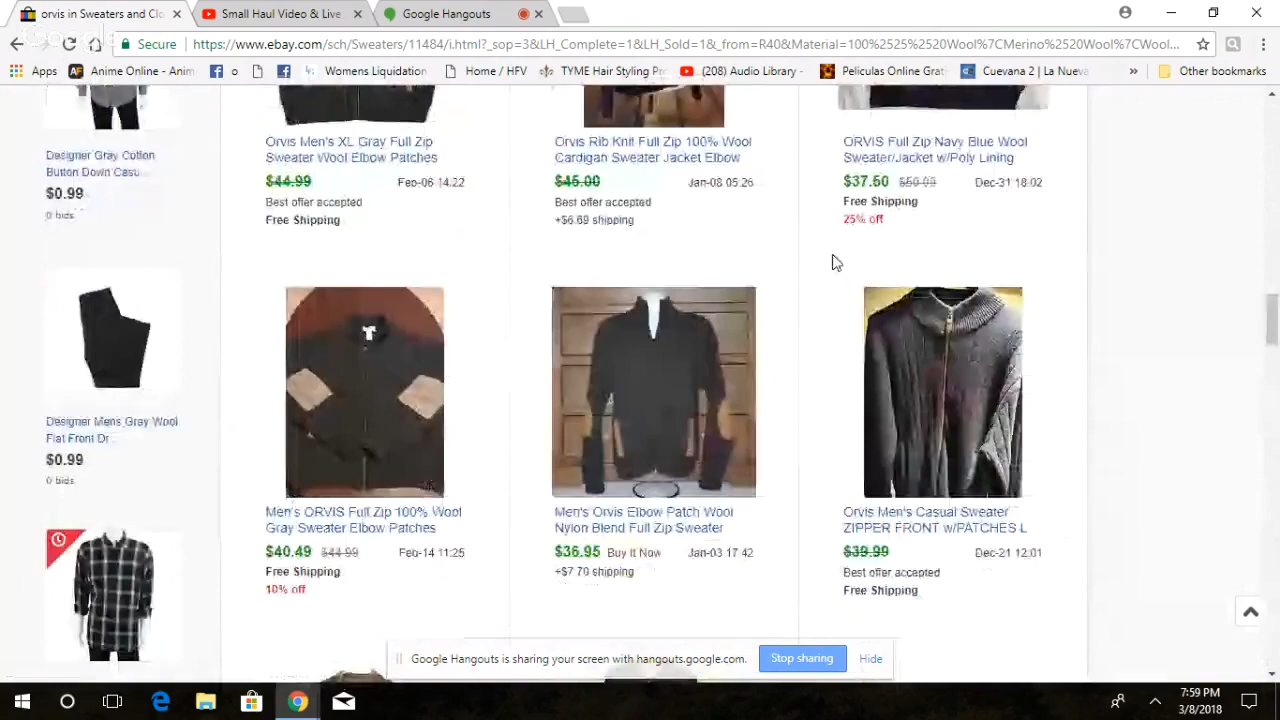 orvis in Sweaters and Clo
Small Haul Video & Live
Google Hangouts
Secure
https://www.ebay.com/sch/Sweaters/11484/i.html?_sop=3&LH_Complete=1&LH_Sold=1&_from=R40&Material=100%2525%2520Wool%7CMerino%2520Wool%7CWool...
Apps
Anime Online - Anim
o
Womens Liquidation
Home / HFV
TYME Hair Styling Pr
(208) Audio Library -
Peliculas Online Grat
Cuevana 2 | La Nueva
»
Other bookmarks
Designer Gray Cotton
Button Down Casu...
$0.99
0 bids
Orvis Men's XL Gray Full Zip
Sweater Wool Elbow Patches
$44.99 Feb-06 14:22
Best offer accepted
Free Shipping
Orvis Rib Knit Full Zip 100% Wool
Cardigan Sweater Jacket Elbow
$45.00 Jan-08 05:26
Best offer accepted
+$6.69 shipping
ORVIS Full Zip Navy Blue Wool
Sweater/Jacket w/Poly Lining
$37.50 Dec-31 18:02
Free Shipping
25% off
Designer Mens Gray Wool
Flat Front Dr...
$0.99
0 bids
Men's ORVIS Full Zip 100% Wool
Gray Sweater Elbow Patches
$40.49 $44.99 Feb-14 11:25
Free Shipping
10% off
Men's Orvis Elbow Patch Wool
Nylon Blend Full Zip Sweater
$36.95 Buy It Now Jan-03 17:42
+$7.70 shipping
Orvis Men's Casual Sweater
ZIPPER FRONT w/PATCHES L
$39.99 Dec-21 12:01
Best offer accepted
Free Shipping
Google Hangouts is sharing your screen with hangouts.google.com.
Stop sharing
Hide
7:59 PM
3/8/2018